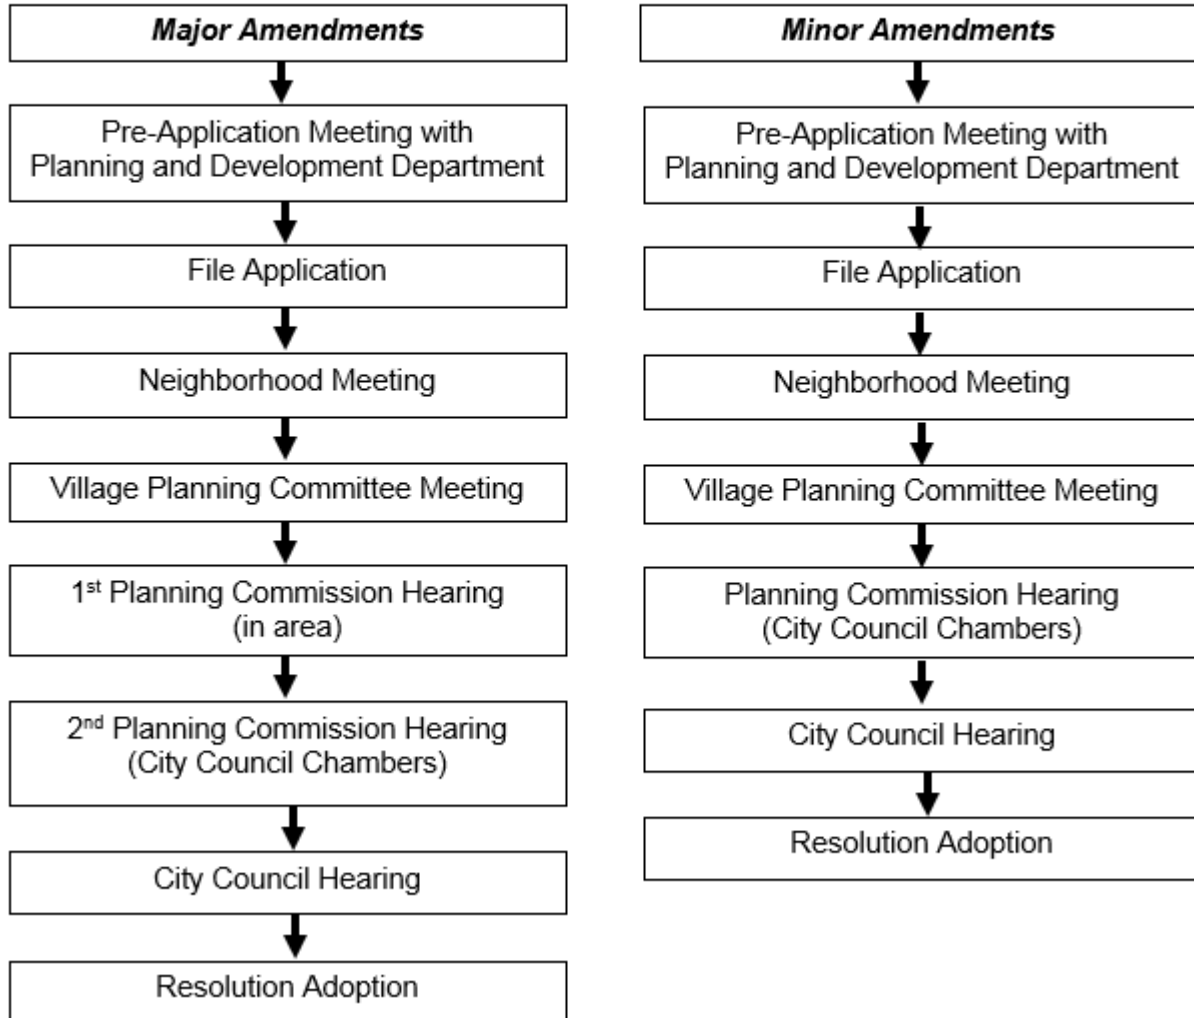 Major Amendments
Pre-Application Meeting with
Planning and Development Department
File Application
Neighborhood Meeting
Village Planning Committee Meeting
1st Planning Commission Hearing
(in area)
2nd Planning Commission Hearing
(City Council Chambers)
City Council Hearing
Resolution Adoption
Minor Amendments
Pre-Application Meeting with
Planning and Development Department
File Application
Neighborhood Meeting
Village Planning Committee Meeting
Planning Commission Hearing
(City Council Chambers)
City Council Hearing
Resolution Adoption